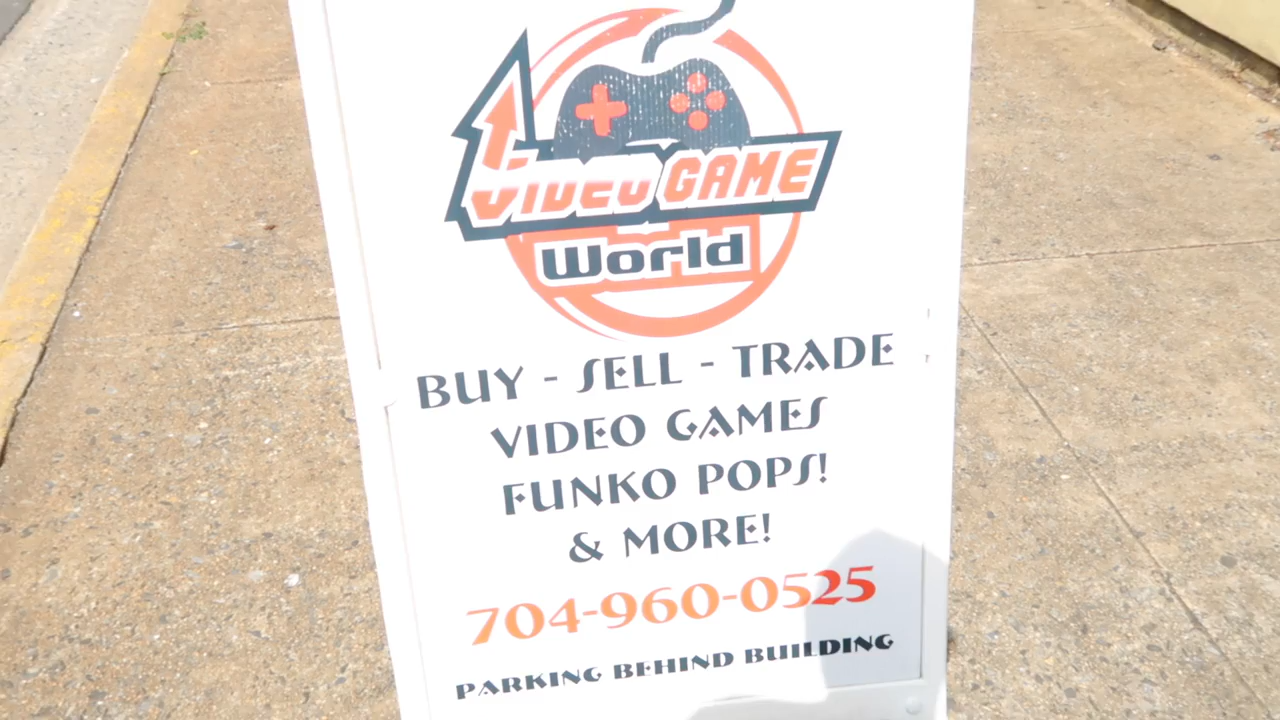 VIDEO GAME
World
BUY - SELL - TRADE
VIDEO GAMES
FUNKO POPS!
& MORE!
704-960-0525
PARKING BEHIND BUILDING